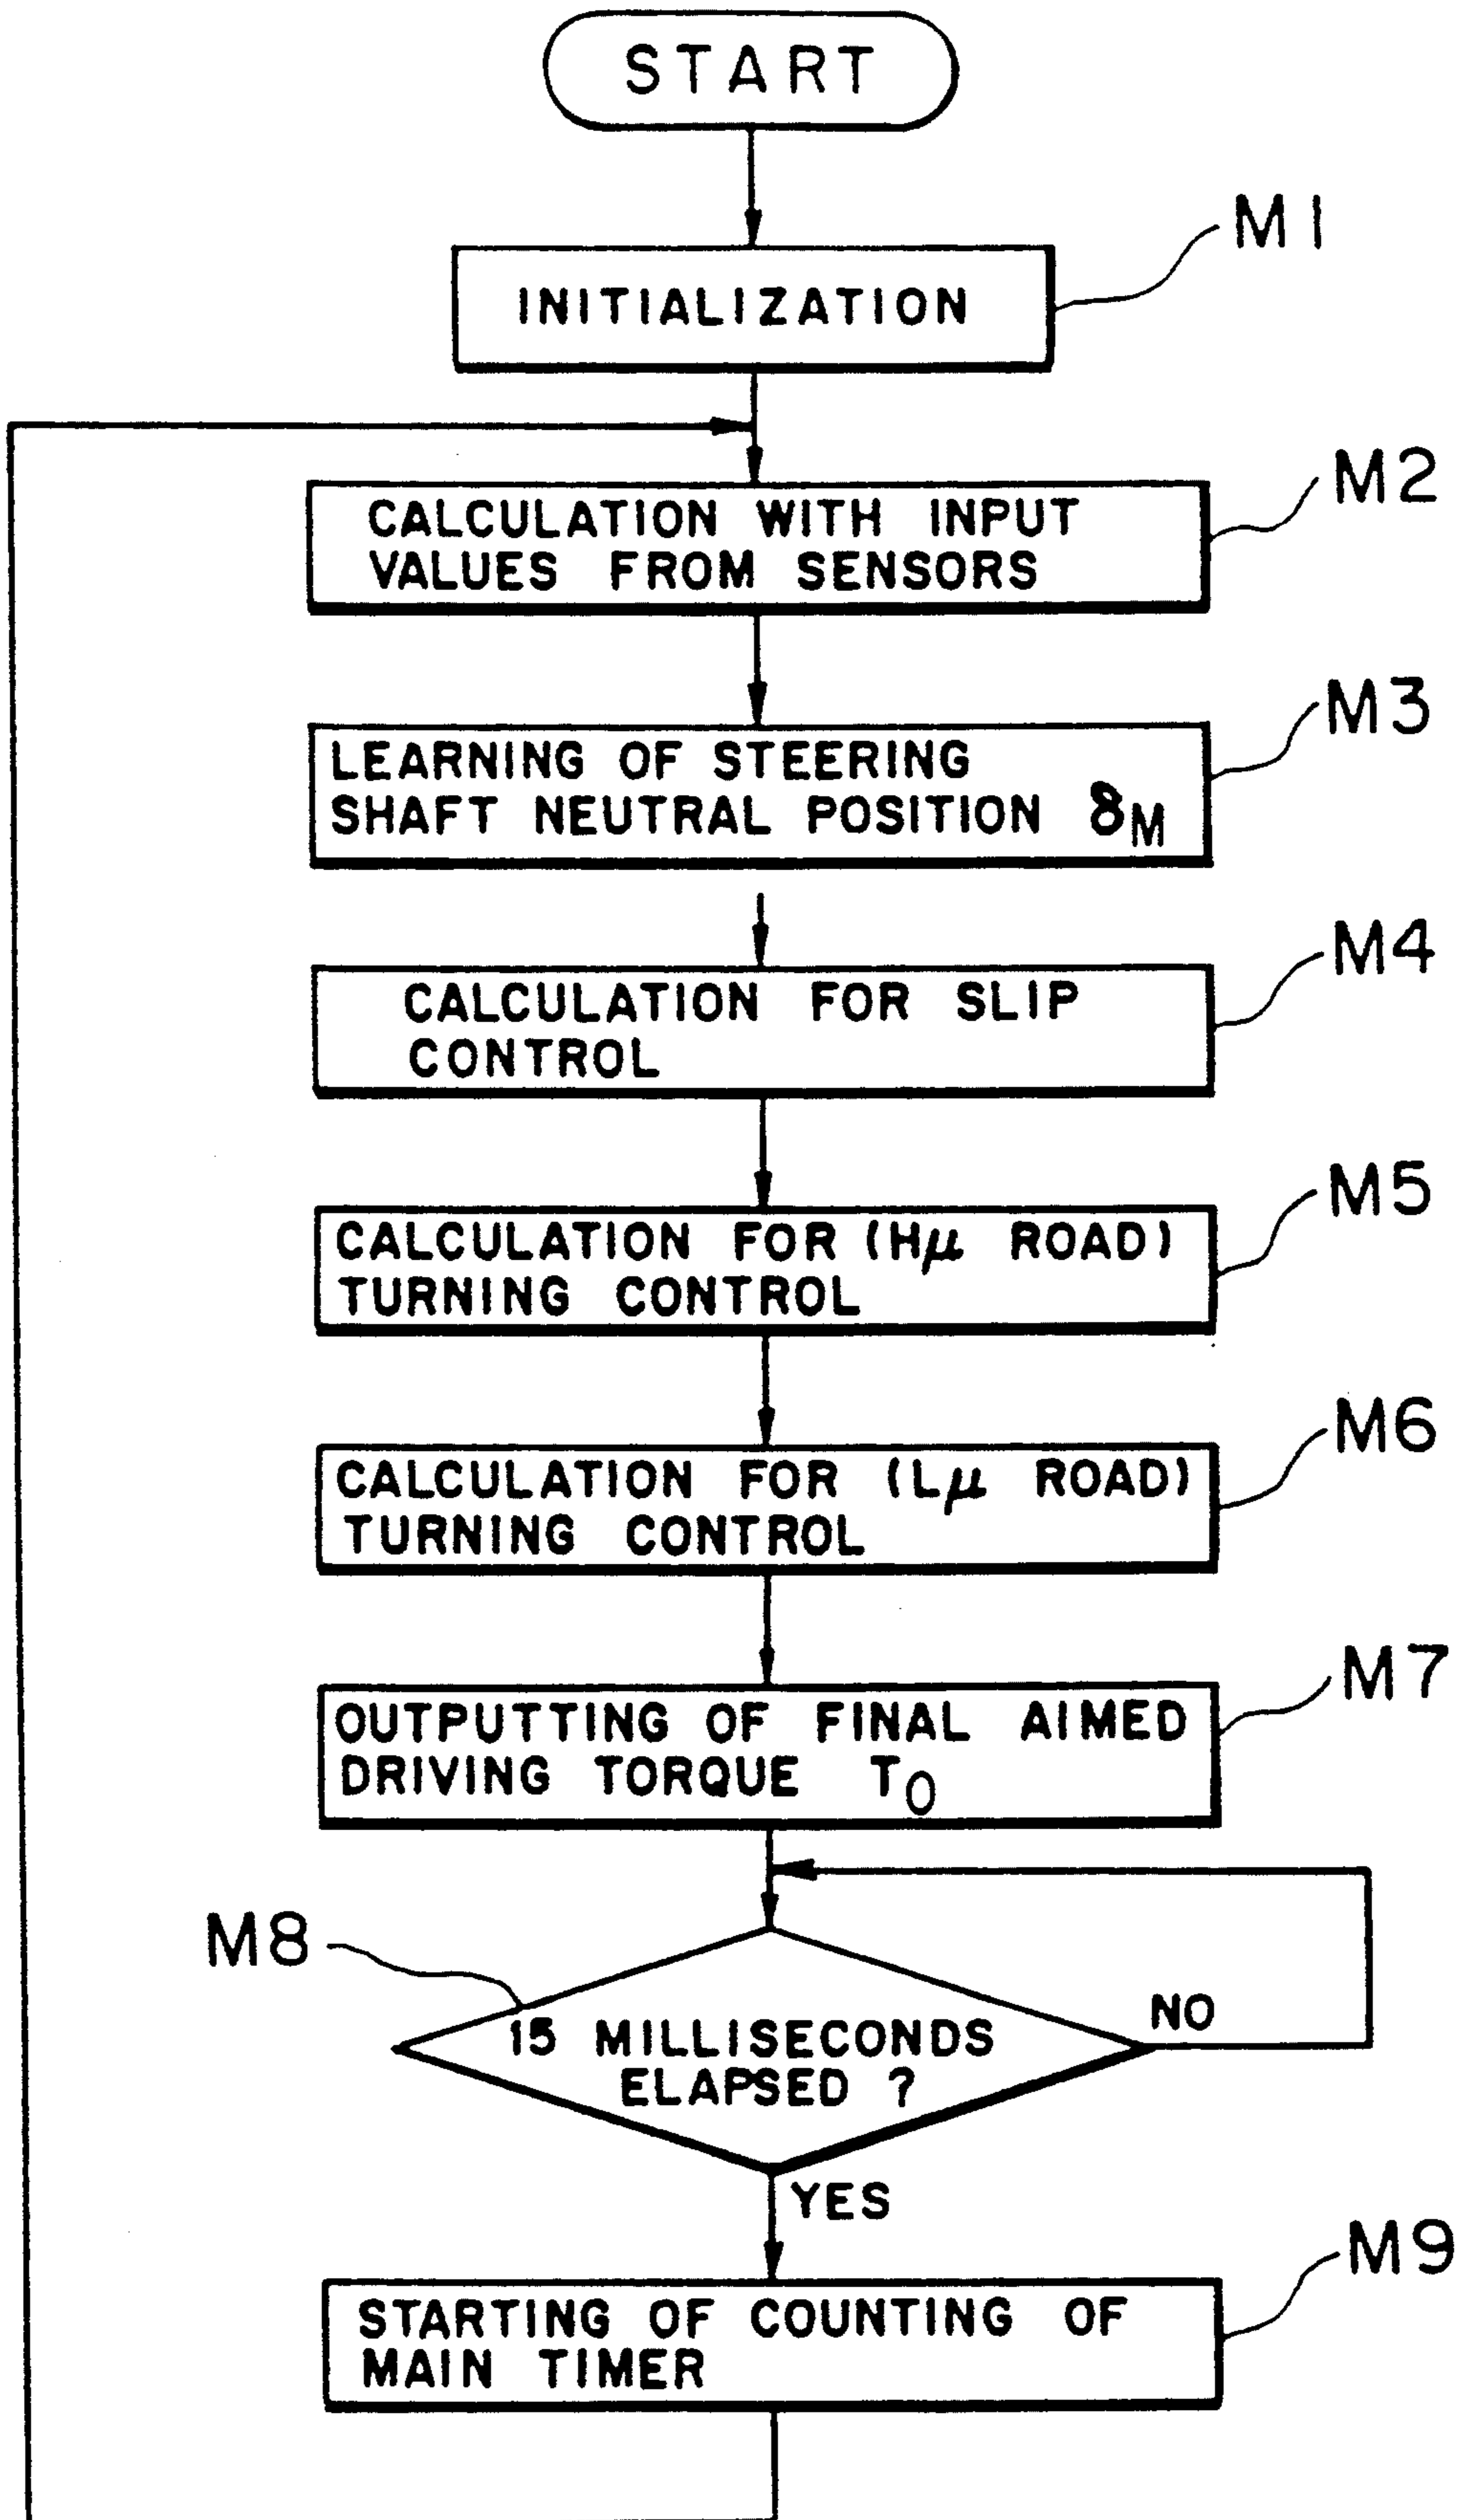 START
M1
INITIALIZATION
M2
CALCULATION WITH INPUT
VALUES FROM SENSORS
M3
LEARNING OF STEERING
SHAFT NEUTRAL POSITION δM
M4
CALCULATION FOR SLIP
CONTROL
M5
CALCULATION FOR (Hμ ROAD)
TURNING CONTROL
M6
CALCULATION FOR (Lμ ROAD)
TURNING CONTROL
M7
OUTPUTTING OF FINAL AIMED
DRIVING TORQUE TO
M8
NO
15 MILLISECONDS
ELAPSED ?
YES
M9
STARTING OF COUNTING OF
MAIN TIMER